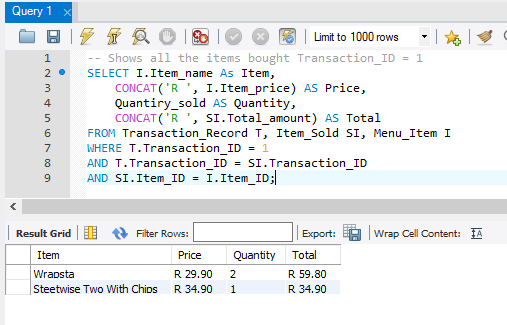 Query 1
Limit to 1000 rows
1 -- Shows all the items bought Transaction_ID = 1
2 SELECT I.Item_name As Item,
3 CONCAT('R ', I.Item_price) AS Price,
4 Quantiry_sold AS Quantity,
5 CONCAT('R ', SI.Total_amount) AS Total
6 FROM Transaction_Record T, Item_Sold SI, Menu_Item I
7 WHERE T.Transaction_ID = 1
8 AND T.Transaction_ID = SI.Transaction_ID
9 AND SI.Item_ID = I.Item_ID;
Result Grid Filter Rows: Export: Wrap Cell Content:
Item Price Quantity Total
Wrapsta R 29.90 2 R 59.80
Steetwise Two With Chips R 34.90 1 R 34.90